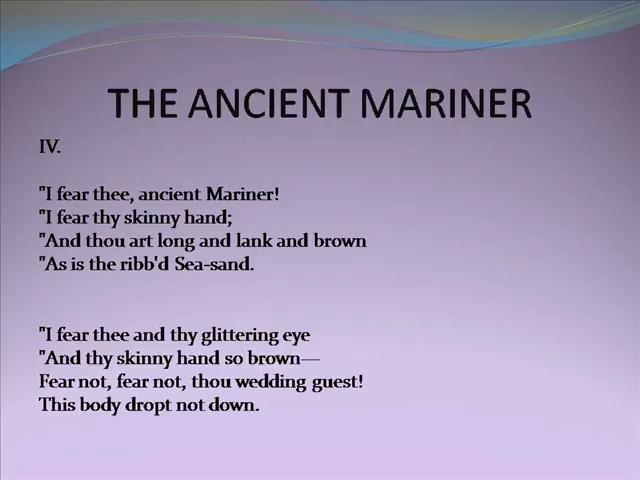 THE ANCIENT MARINER
IV.
"I fear thee, ancient Mariner!
"I fear thy skinny hand;
"And thou art long and lank and brown
"As is the ribb'd Sea-sand.
"I fear thee and thy glittering eye
"And thy skinny hand so brown—
Fear not, fear not, thou wedding guest!
This body dropt not down.